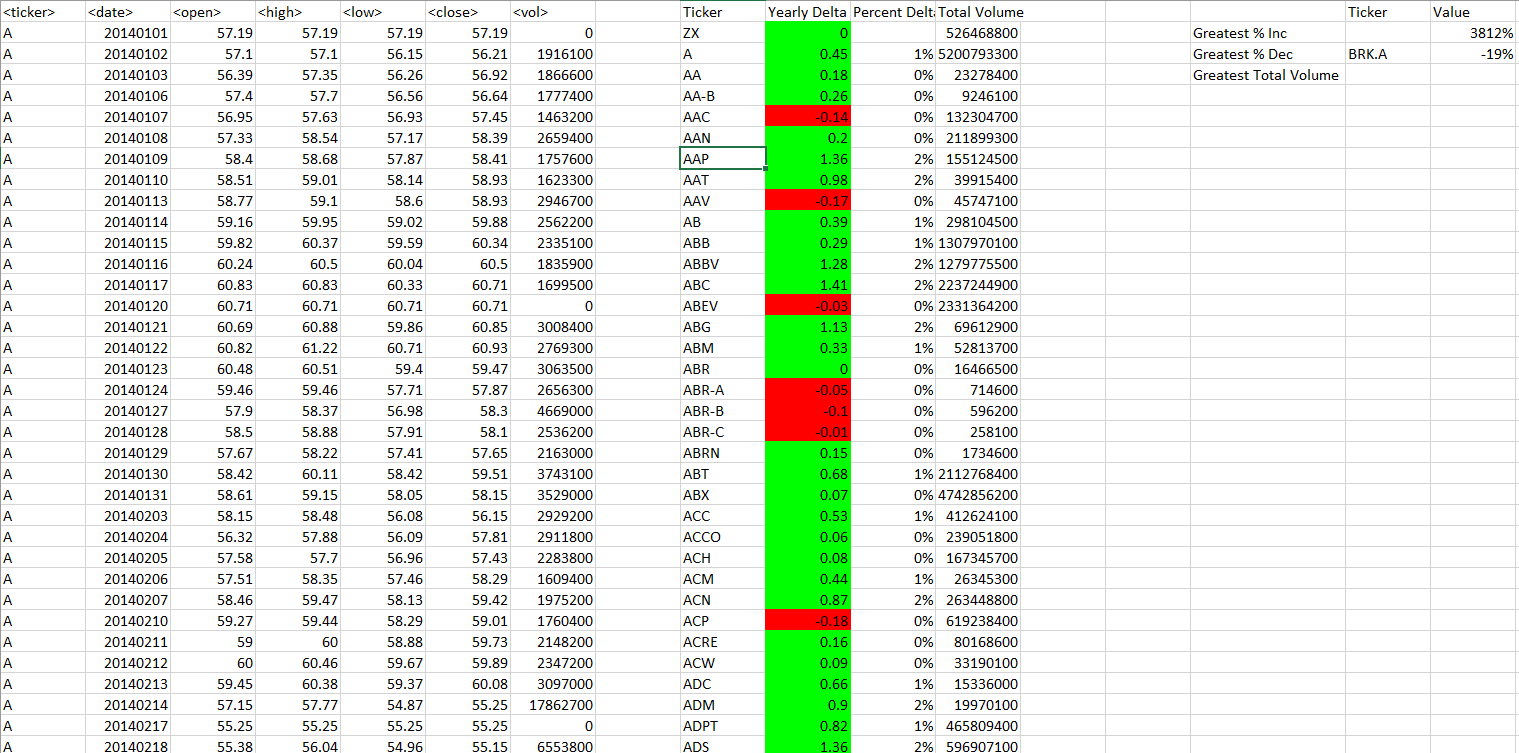 <ticker> <date> <open> <high> <low> <close> <vol> Ticker Yearly Delta Percent Delt Total Volume Ticker Value
A 20140101 57.19 57.19 57.19 57.19 0 ZX 0 526468800 Greatest % Inc 3812%
A 20140102 57.1 57.1 56.15 56.21 1916100 A 0.45 1% 5200793300 Greatest % Dec BRK.A -19%
A 20140103 56.39 57.35 56.26 56.92 1866600 AA 0.18 0% 23278400 Greatest Total Volume
A 20140106 57.4 57.7 56.56 56.64 1777400 AA-B 0.26 0% 9246100
A 20140107 56.95 57.63 56.93 57.45 1463200 AAC -0.14 0% 132304700
A 20140108 57.33 58.54 57.17 58.39 2659400 AAN 0.2 0% 211899300
A 20140109 58.4 58.68 57.87 58.41 1757600 AAP 1.36 2% 155124500
A 20140110 58.51 59.01 58.14 58.93 1623300 AAT 0.98 2% 39915400
A 20140113 58.77 59.1 58.6 58.93 2946700 AAV -0.17 0% 45747100
A 20140114 59.16 59.95 59.02 59.88 2562200 AB 0.39 1% 298104500
A 20140115 59.82 60.37 59.59 60.34 2335100 ABB 0.29 1% 1307970100
A 20140116 60.24 60.5 60.04 60.5 1835900 ABBV 1.28 2% 1279775500
A 20140117 60.83 60.83 60.33 60.71 1699500 ABC 1.41 2% 2237244900
A 20140120 60.71 60.71 60.71 60.71 0 ABEV -0.03 0% 2331364200
A 20140121 60.69 60.88 59.86 60.85 3008400 ABG 1.13 2% 69612900
A 20140122 60.82 61.22 60.71 60.93 2769300 ABM 0.33 1% 52813700
A 20140123 60.48 60.51 59.4 59.47 3063500 ABR 0 0% 16466500
A 20140124 59.46 59.46 57.71 57.87 2656300 ABR-A -0.05 0% 714600
A 20140127 57.9 58.37 56.98 58.3 4669000 ABR-B -0.1 0% 596200
A 20140128 58.5 58.88 57.91 58.1 2536200 ABR-C -0.01 0% 258100
A 20140129 57.67 58.22 57.41 57.65 2163000 ABRN 0.15 0% 1734600
A 20140130 58.42 60.11 58.42 59.51 3743100 ABT 0.68 1% 2112768400
A 20140131 58.61 59.15 58.05 58.15 3529000 ABX 0.07 0% 4742856200
A 20140203 58.15 58.48 56.08 56.15 2929200 ACC 0.53 1% 412624100
A 20140204 56.32 57.88 56.09 57.81 2911800 ACCO 0.06 0% 239051800
A 20140205 57.58 57.7 56.96 57.43 2283800 ACH 0.08 0% 167345700
A 20140206 57.51 58.35 57.46 58.29 1609400 ACM 0.44 1% 26345300
A 20140207 58.46 59.47 58.13 59.42 1975200 ACN 0.87 2% 263448800
A 20140210 59.27 59.44 58.29 59.01 1760400 ACP -0.18 0% 619238400
A 20140211 59 60 58.88 59.73 2148200 ACRE 0.16 0% 80168600
A 20140212 60 60.46 59.67 59.89 2347200 ACW 0.09 0% 33190100
A 20140213 59.45 60.38 59.37 60.08 3097000 ADC 0.66 1% 15336000
A 20140214 57.15 57.77 54.87 55.25 17862700 ADM 0.9 2% 19970100
A 20140217 55.25 55.25 55.25 55.25 0 ADPT 0.82 1% 465809400
A 20140218 55.38 56.04 54.96 55.15 6553800 ADS 1.36 2% 596907100